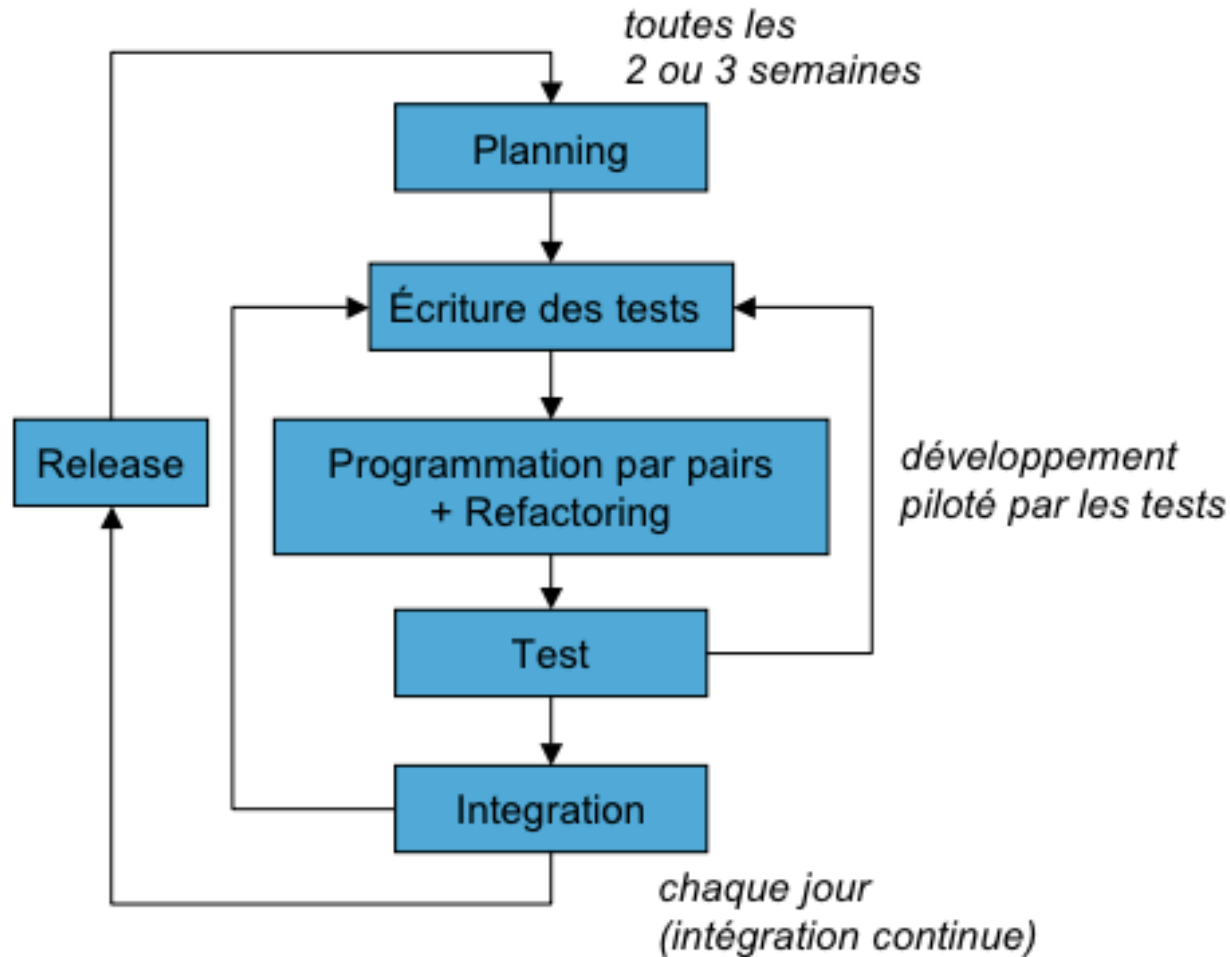 toutes les
2 ou 3 semaines
Planning
Écriture des tests
Release
Programmation par pairs
+ Refactoring
développement
piloté par les tests
Test
Integration
chaque jour
(intégration continue)